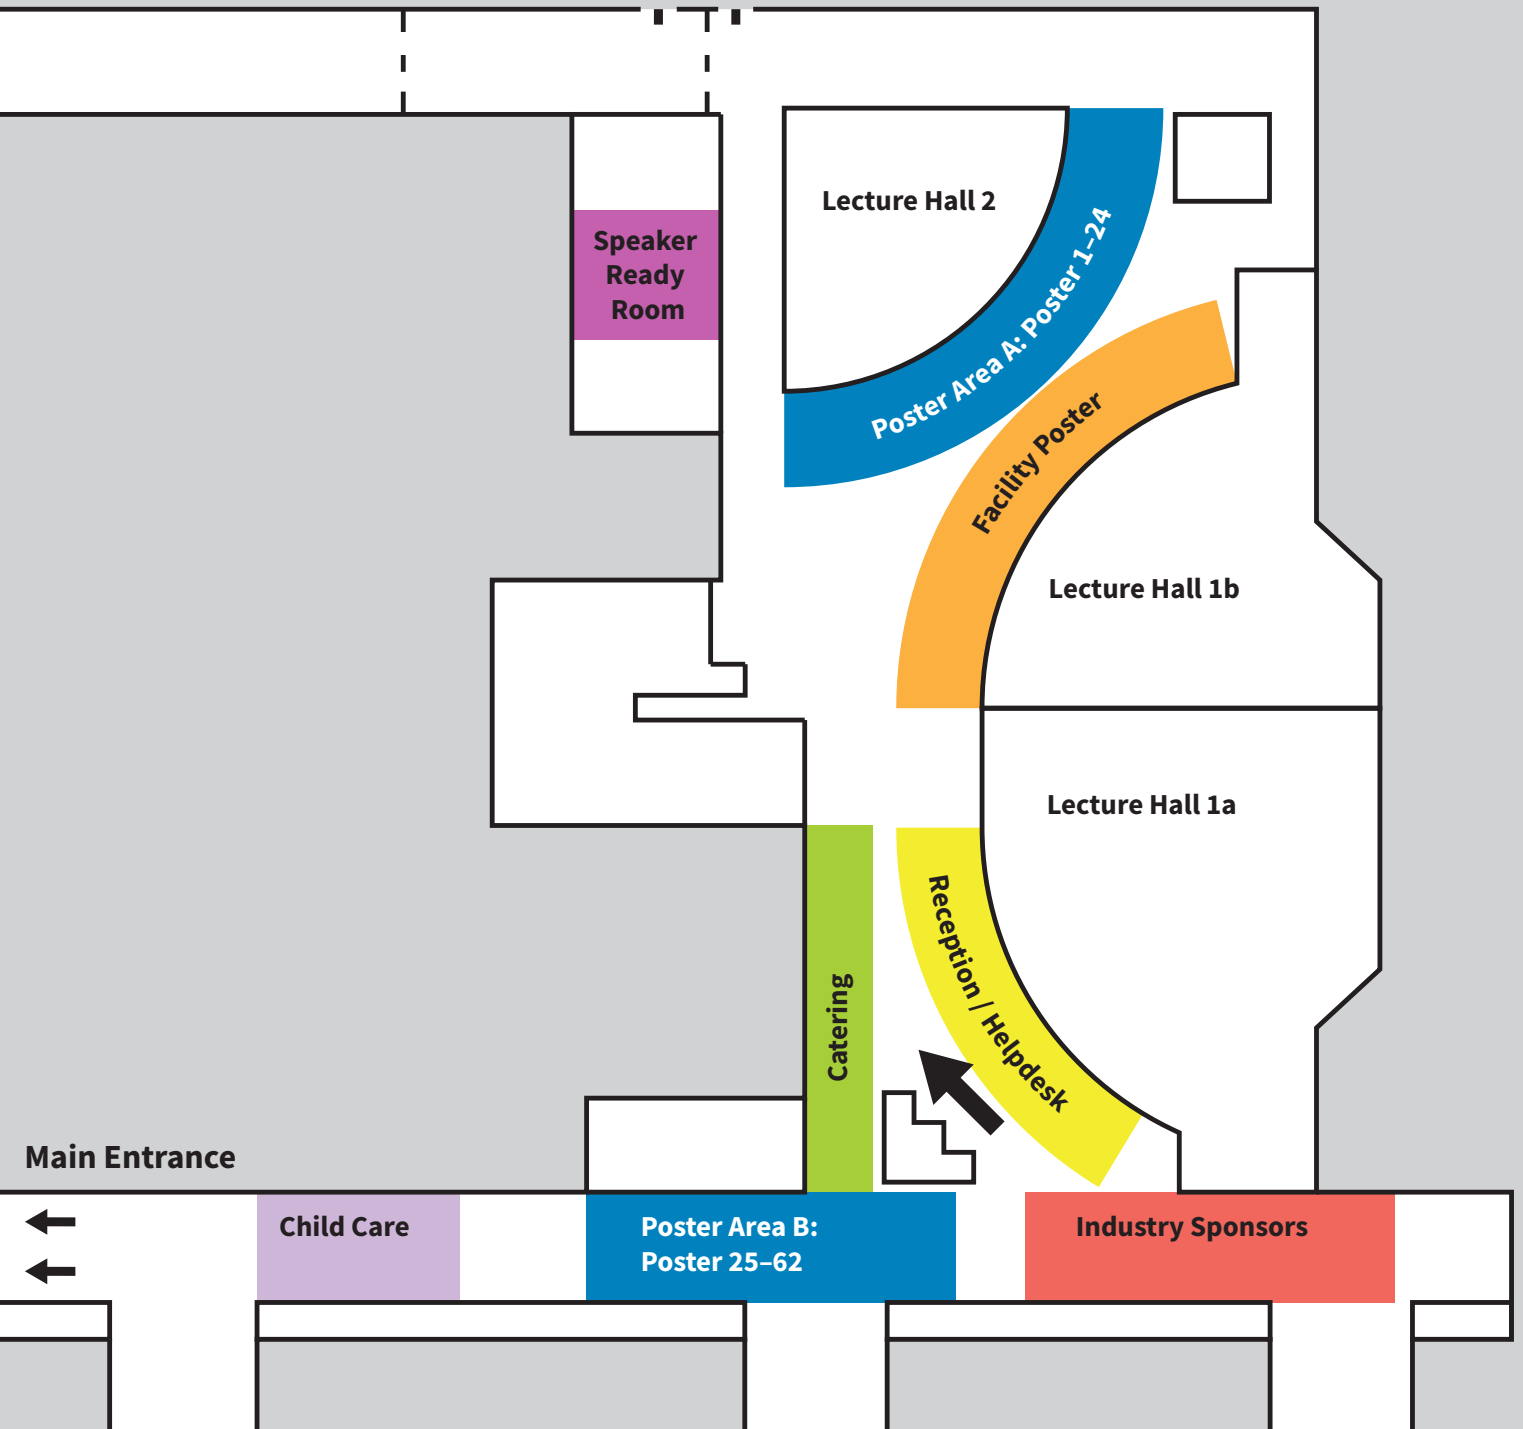 Lecture Hall 2
Speaker
Ready
Room
Poster Area A: Poster 1–24
Facility Poster
Lecture Hall 1b
Lecture Hall 1a
Reception / Helpdesk
Catering
Main Entrance
Child Care
Poster Area B:
Poster 25–62
Industry Sponsors